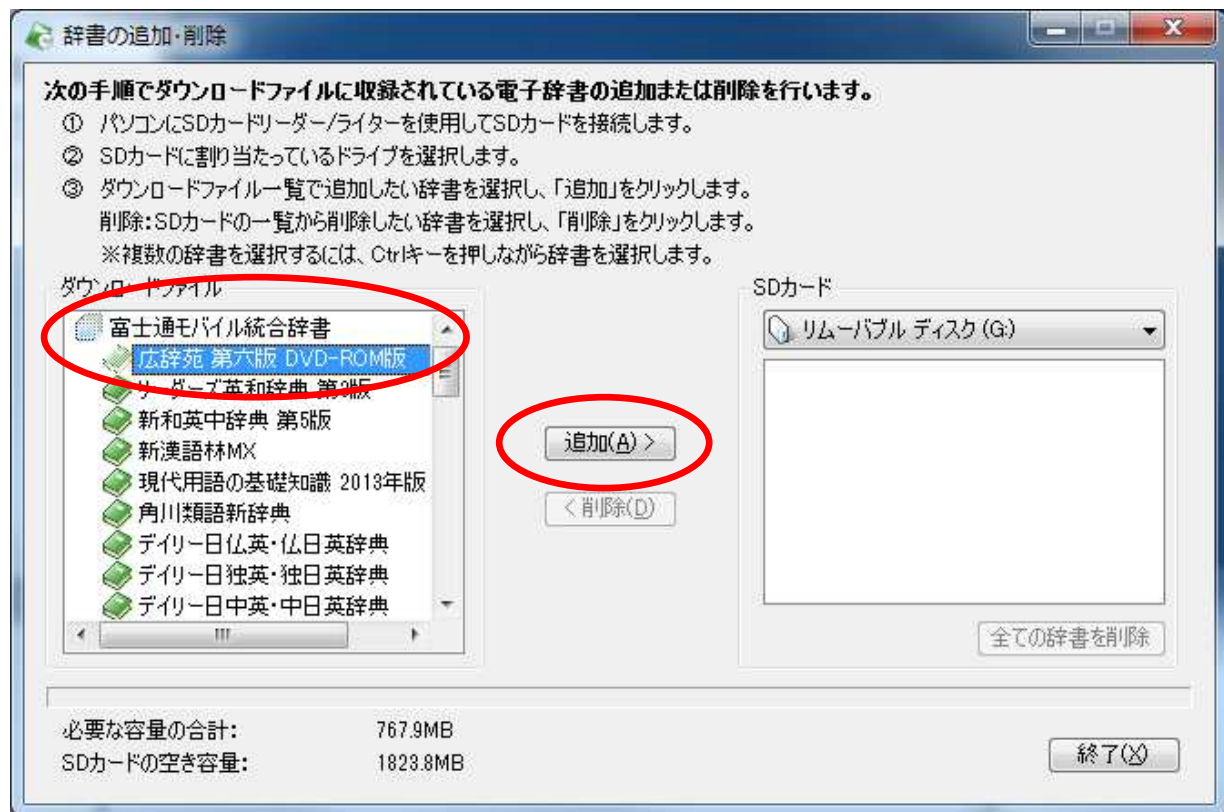 辞書の追加・削除
次の手順でダウンロードファイルに収録されている電子辞書の追加または削除を行います。
① パソコンにSDカードリーダー/ライターを使用してSDカードを接続します。
② SDカードに割り当たっているドライブを選択します。
③ ダウンロードファイル一覧で追加したい辞書を選択し、「追加」をクリックします。
削除:SDカードの一覧から削除したい辞書を選択し、「削除」をクリックします。
※複数の辞書を選択するには、Ctrlキーを押しながら辞書を選択します。
ダウンロードファイル
富士通モバイル統合辞書
広辞苑 第六版 DVD-ROM版
リーダーズ英和辞典 第2版
新和英中辞典 第5版
新漢語林MX
現代用語の基礎知識 2013年版
角川類語新辞典
デイリー日仏英・仏日英辞典
デイリー日独英・独日英辞典
デイリー日中英・中日英辞典
追加(A) >
< 削除(D)
SDカード
リムーバブル ディスク (G:)
全ての辞書を削除
必要な容量の合計: 767.9MB
SDカードの空き容量: 1823.8MB
終了(X)